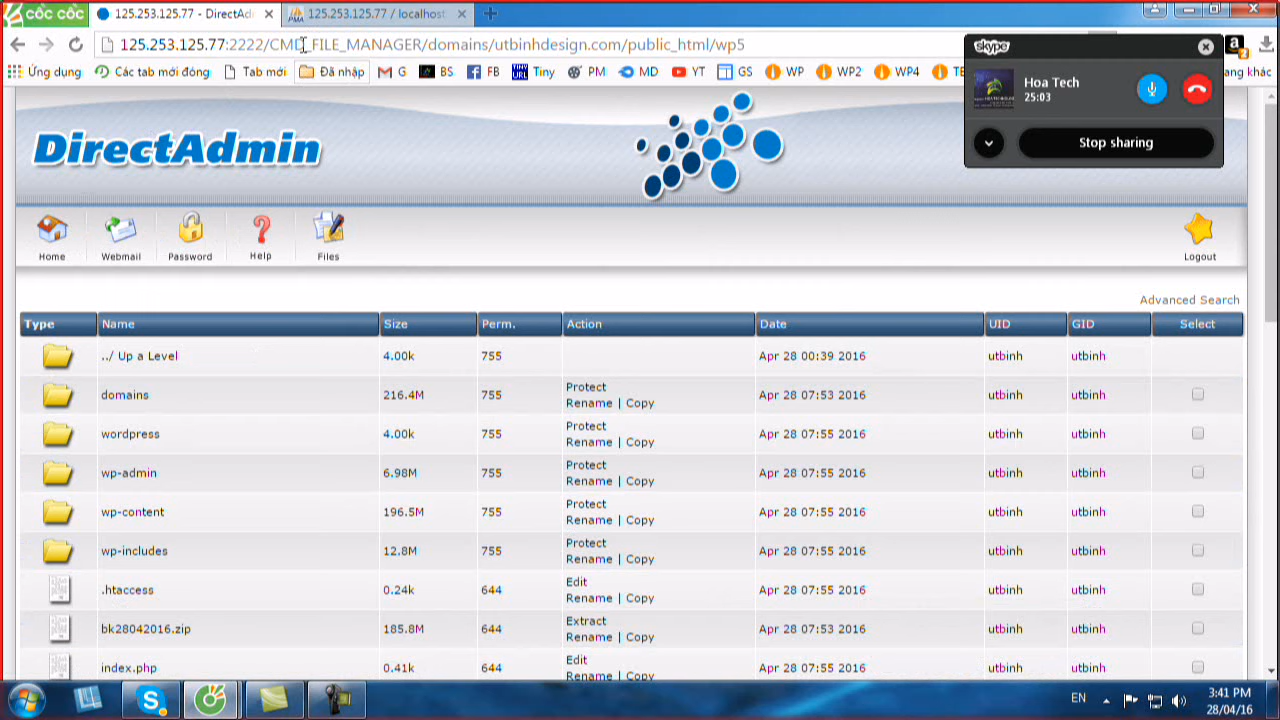 CỐC CỐC
125.253.125.77 - DirectAdm
125.253.125.77 / localhost
125.253.125.77:2222/CMD_FILE_MANAGER/domains/utbinhdesign.com/public_html/wp5
Ứng dụng
Các tab mới đóng
Tab mới
Đã nhập
G
BS
FB
Tiny
PM
MD
YT
GS
WP
WP2
WP4
ang khác
skype
Hoa Tech
25:03
Stop sharing
DirectAdmin
Home
Webmail
Password
Help
Files
Logout
Advanced Search
Type Name Size Perm. Action Date UID GID Select
../ Up a Level 4.00k 755 Apr 28 00:39 2016 utbinh utbinh
domains 216.4M 755 Protect Rename | Copy Apr 28 07:53 2016 utbinh utbinh
wordpress 4.00k 755 Protect Rename | Copy Apr 28 07:55 2016 utbinh utbinh
wp-admin 6.98M 755 Protect Rename | Copy Apr 28 07:55 2016 utbinh utbinh
wp-content 196.5M 755 Protect Rename | Copy Apr 28 07:55 2016 utbinh utbinh
wp-includes 12.8M 755 Protect Rename | Copy Apr 28 07:55 2016 utbinh utbinh
.htaccess 0.24k 644 Edit Rename | Copy Apr 28 07:55 2016 utbinh utbinh
bk28042016.zip 185.8M 644 Extract Rename | Copy Apr 28 07:53 2016 utbinh utbinh
index.php 0.41k 644 Edit Rename | Copy Apr 28 07:55 2016 utbinh utbinh
EN
3:41 PM
28/04/16